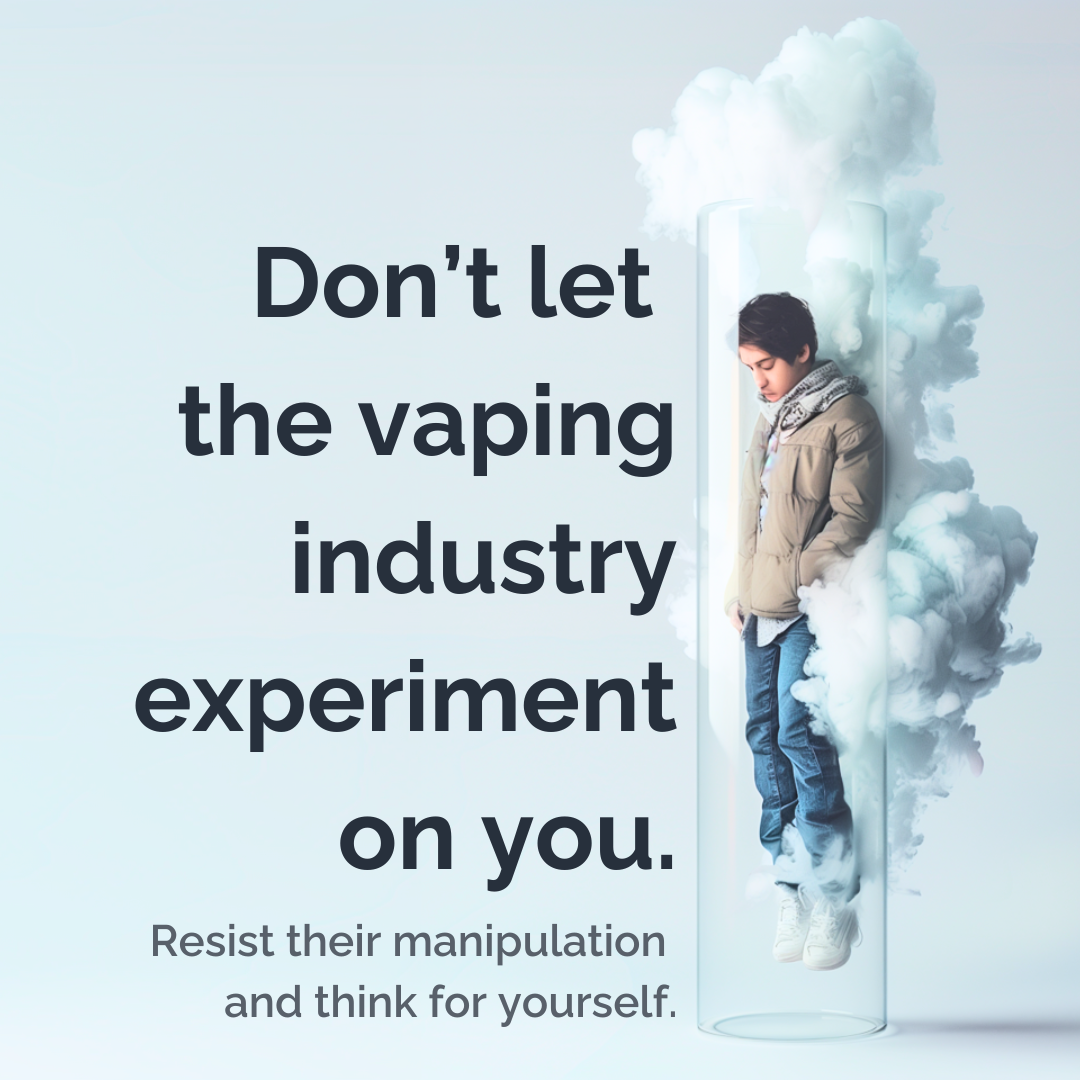 Don’t let
the vaping
industry
experiment
on you.
Resist their manipulation
and think for yourself.